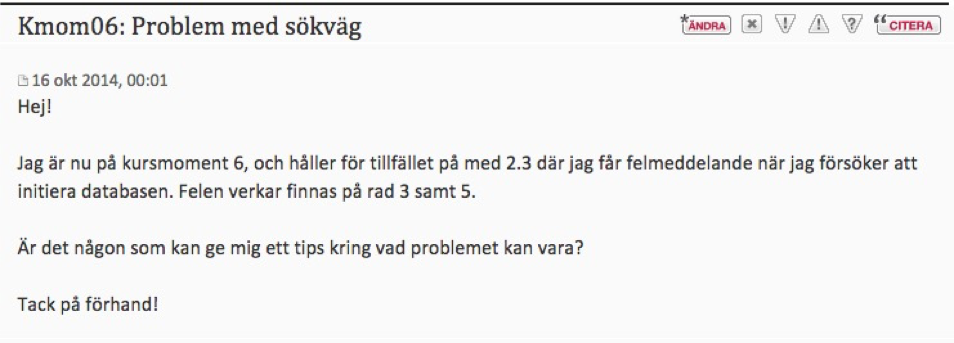 Kmom06: Problem med sökväg
*ÄNDRA ! ! ? “CITERA
16 okt 2014, 00:01
Hej!
Jag är nu på kursmoment 6, och håller för tillfället på med 2.3 där jag får felmeddelande när jag försöker att
initiera databasen. Felen verkar finnas på rad 3 samt 5.
Är det någon som kan ge mig ett tips kring vad problemet kan vara?
Tack på förhand!